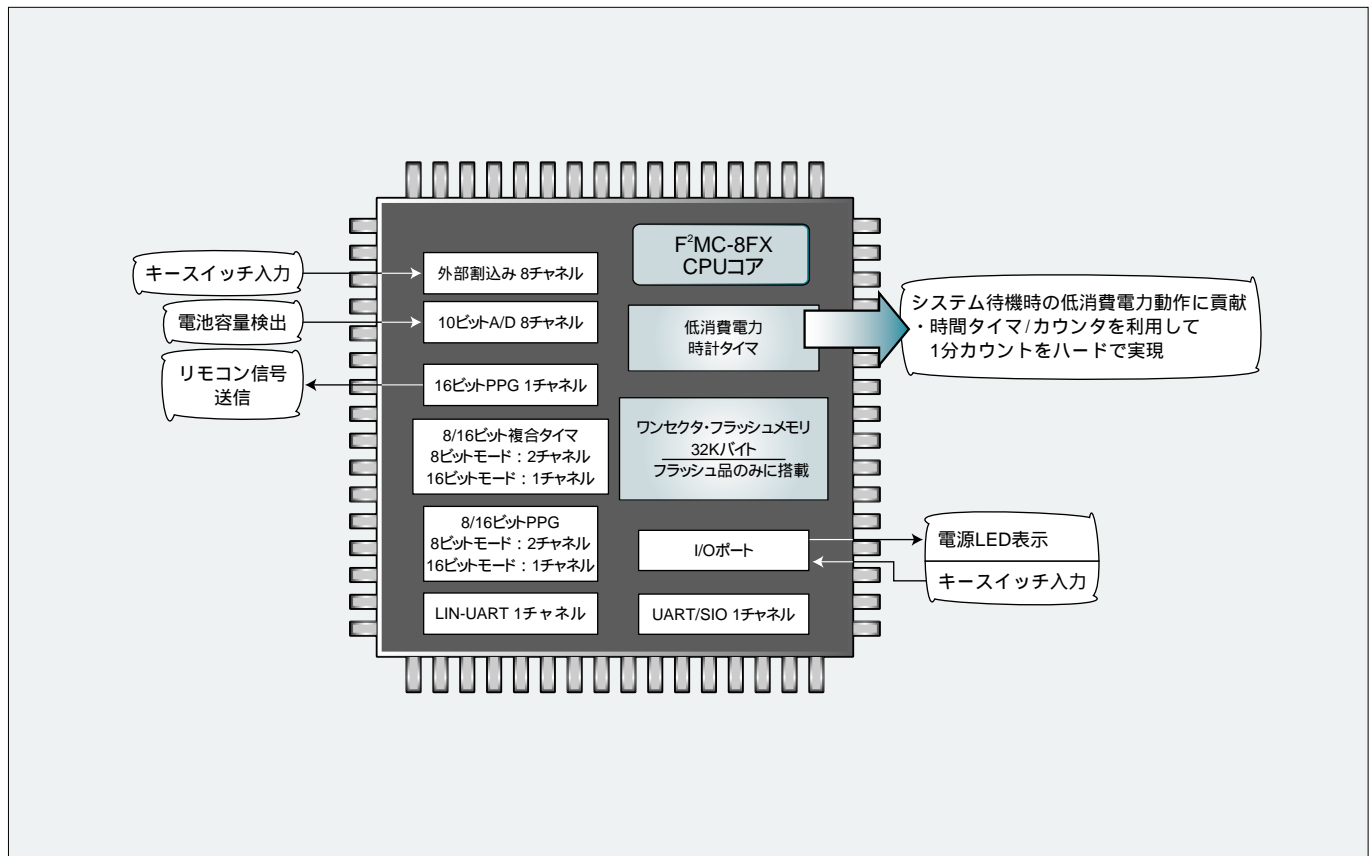 キースイッチ入力
電池容量検出
リモコン信号
送信
外部割込み 8チャネル
10ビットA/D 8チャネル
16ビットPPG 1チャネル
8/16ビット複合タイマ
8ビットモード：2チャネル
16ビットモード：1チャネル
8/16ビットPPG
8ビットモード：2チャネル
16ビットモード：1チャネル
LIN-UART 1チャネル
F²MC-8FX
CPUコア
低消費電力
時計タイマ
ワンセクタ・フラッシュメモリ
32Kバイト
フラッシュ品のみに搭載
I/Oポート
UART/SIO 1チャネル
システム待機時の低消費電力動作に貢献
・時間タイマ/カウンタを利用して
1分カウントをハードで実現
電源LED表示
キースイッチ入力